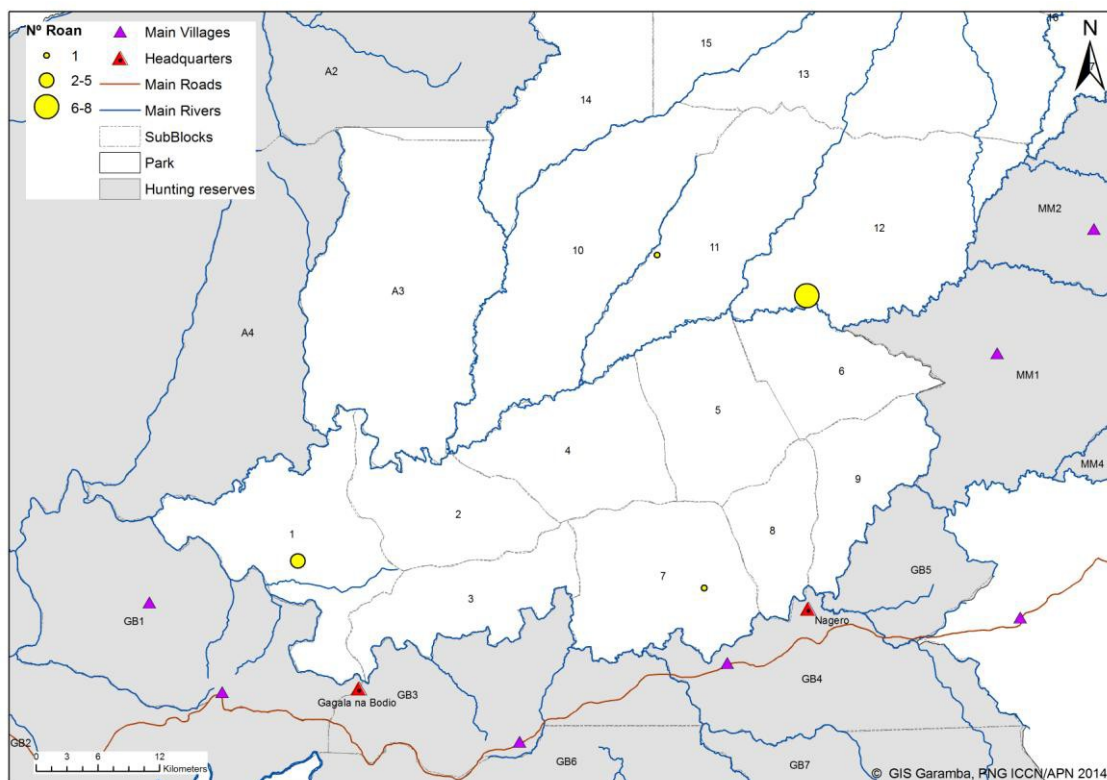 Nº Roan
1
2-5
6-8
Main Villages
Headquarters
Main Roads
Main Rivers
SubBlocks
Park
Hunting reserves
N
A2
14
15
13
16
7
MM2
12
11
10
A3
A4
MM1
6
5
4
MM4
9
2
8
1
7
GB5
3
GB1
Nagero
GB4
GB3
Gagala na Bodio
GB2
GB6
GB7
0 3 6 12
Kilometers
© GIS Garamba, PNG ICCN/APN 2014